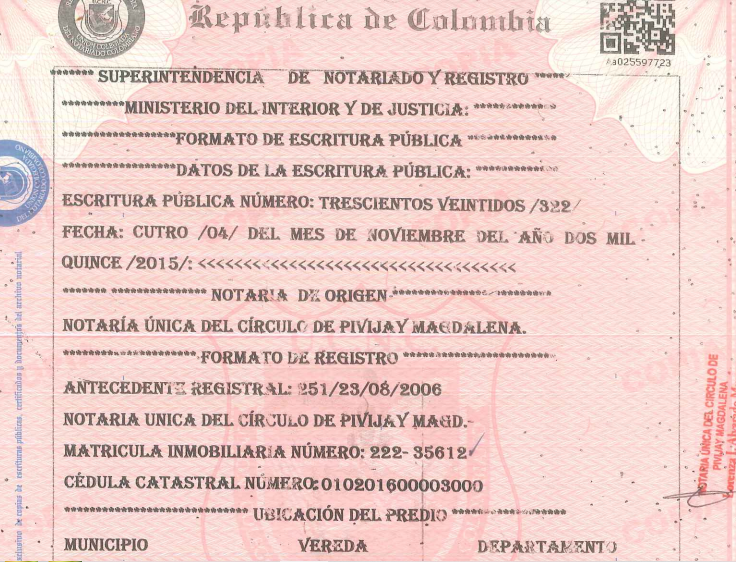 República de Colombia
Aa025597723
******* SUPERINTENDENCIA DE NOTARIADO Y REGISTRO *****
***********MINISTERIO DEL INTERIOR Y DE JUSTICIA: **************
********************FORMATO DE ESCRITURA PÚBLICA ***************
********************DATOS DE LA ESCRITURA PÚBLICA: *************
ESCRITURA PÚBLICA NÚMERO: TRESCIENTOS VEINTIDOS /322/
FECHA: CUTRO /04/ DEL MES DE NOVIEMBRE DEL AÑO DOS MIL
QUINCE /2015/: <<<<<<<<<<<<<<<<<<<<<<<<<<<<<<<<<<
******* *************** NOTARIA DE ORIGEN *************************
NOTARÍA ÚNICA DEL CÍRCULO DE PIVIJAY MAGDALENA.
************************FORMATO DE REGISTRO ***********************
ANTECEDENTE REGISTRAL: 251/23/08/2006
NOTARIA UNICA DEL CÍRCULO DE PIVIJAY MAGD.-
MATRICULA INMOBILIARIA NÚMERO: 222- 35612
CÉDULA CATASTRAL NÚMERO: 010201600003000
***************************** UBICACIÓN DEL PREDIO ****************
MUNICIPIO VEREDA DEPARTAMENTO
NOTARIA ÚNICA DEL CIRCULO DE
PIVIJAY MAGDALENA